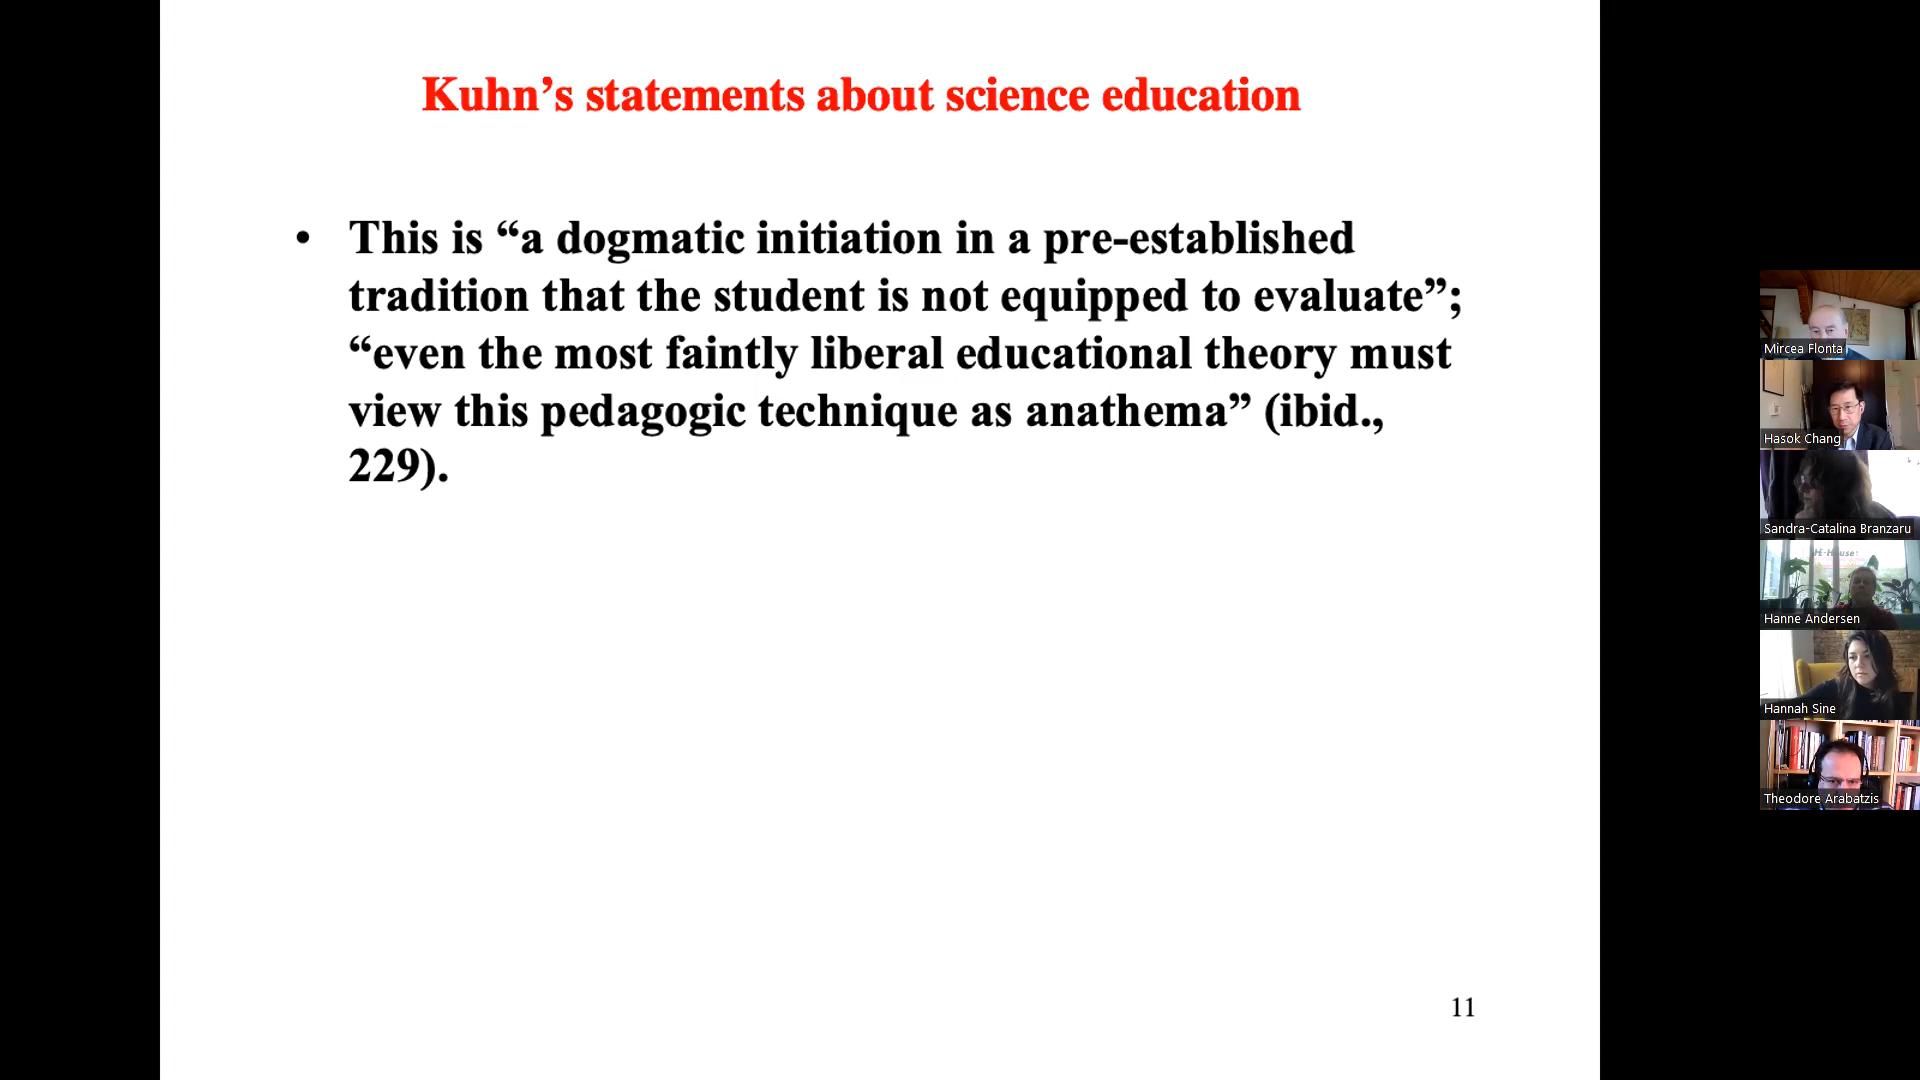 Kuhn’s statements about science education
• This is “a dogmatic initiation in a pre-established
tradition that the student is not equipped to evaluate”;
“even the most faintly liberal educational theory must
view this pedagogic technique as anathema” (ibid.,
229).
11
Mircea Flonta
Hasok Chang
Sandra-Catalina Branzaru
Hanne Andersen
Hannah Sine
Theodore Arabatzis